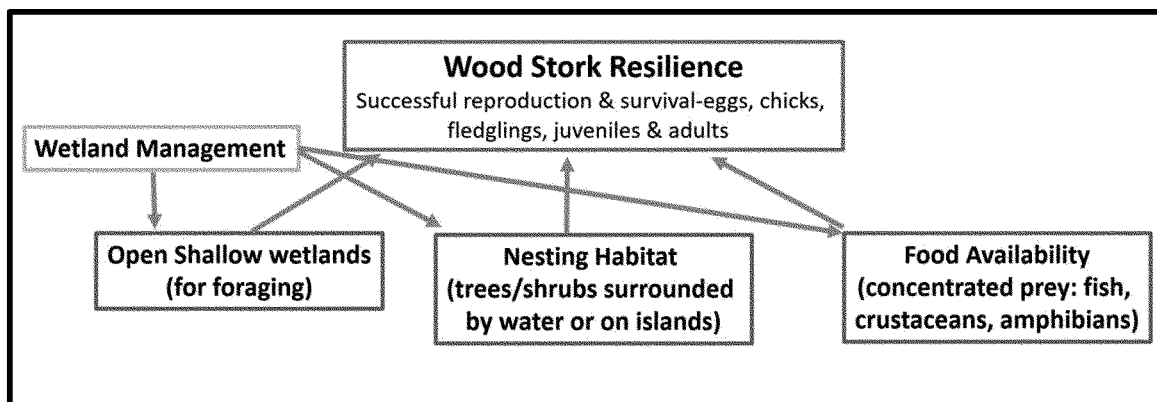 Wood Stork Resilience
Successful reproduction & survival-eggs, chicks,
fledglings, juveniles & adults
Wetland Management
Open Shallow wetlands
(for foraging)
Nesting Habitat
(trees/shrubs surrounded
by water or on islands)
Food Availability
(concentrated prey: fish,
crustaceans, amphibians)